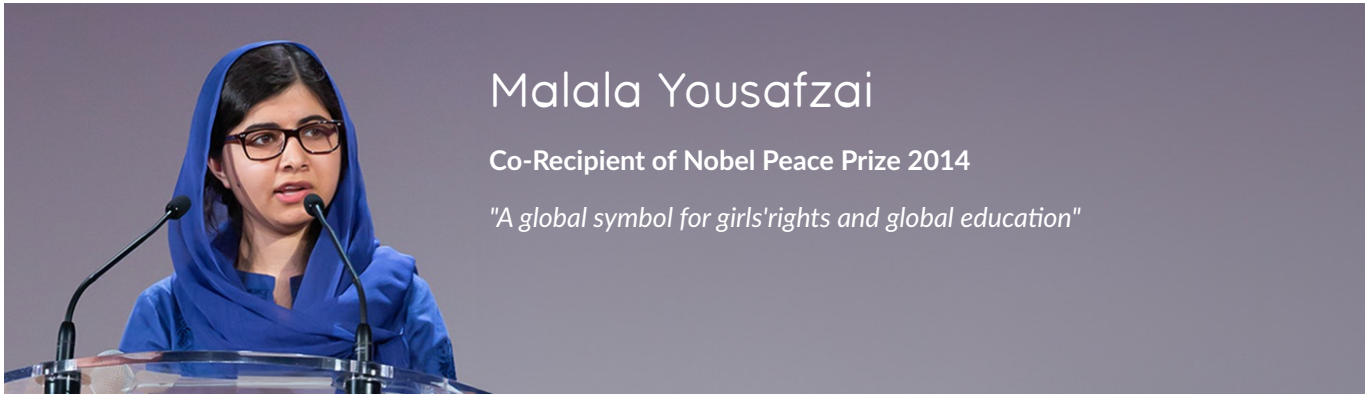 Malala Yousafzai
Co-Recipient of Nobel Peace Prize 2014
"A global symbol for girls'rights and global education"